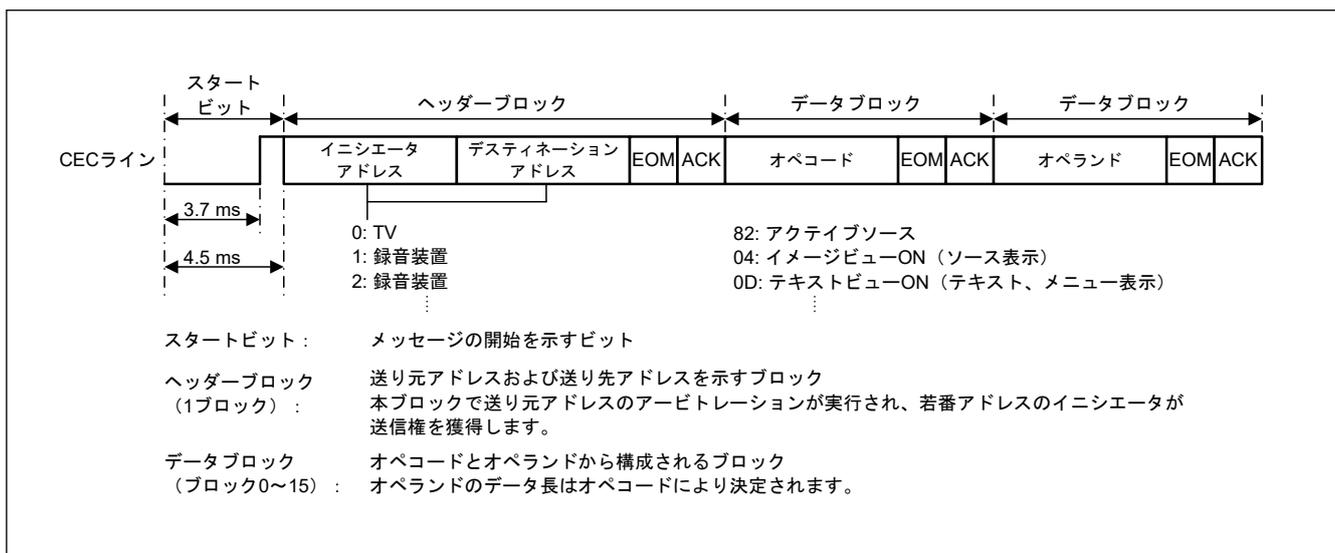 スタート
ビット
ヘッダーブロック
データブロック
データブロック
CECライン
イニシエータ
アドレス
デスティネーション
アドレス
EOM
ACK
オペコード
EOM
ACK
オペランド
EOM
ACK
3.7 ms
4.5 ms
0: TV
1: 録音装置
2: 録音装置
⋮
82: アクテイブソース
04: イメージビューON（ソース表示）
0D: テキストビューON（テキスト、メニュー表示）
⋮
スタートビット： メッセージの開始を示すビット
ヘッダーブロック 送り元アドレスおよび送り先アドレスを示すブロック
（1ブロック）： 本ブロックで送り元アドレスのアービトレーションが実行され、若番アドレスのイニシエータが
送信権を獲得します。
データブロック オペコードとオペランドから構成されるブロック
（ブロック0～15）： オペランドのデータ長はオペコードにより決定されます。